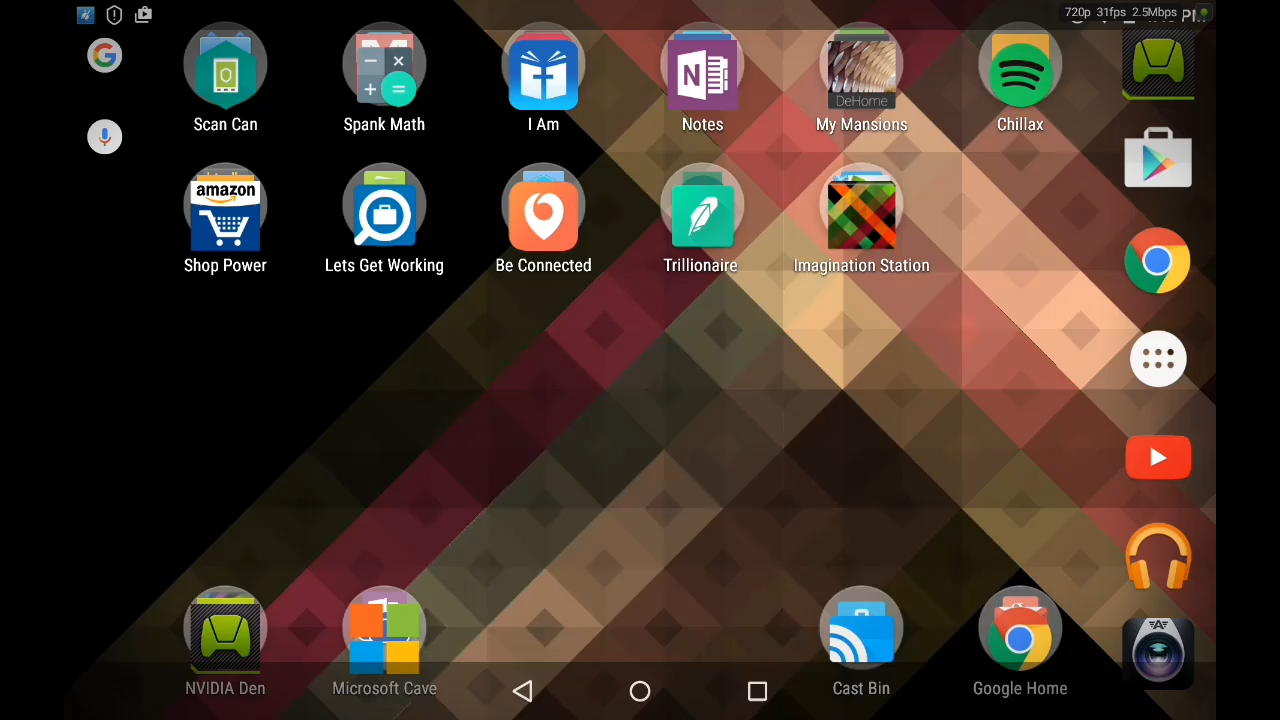 720p 31fps 2.5Mbps
Scan Can
Spank Math
I Am
Notes
DeHome
My Mansions
Chillax
amazon
Shop Power
Lets Get Working
Be Connected
Trillionaire
Imagination Station
NVIDIA Den
Microsoft Cave
Cast Bin
Google Home